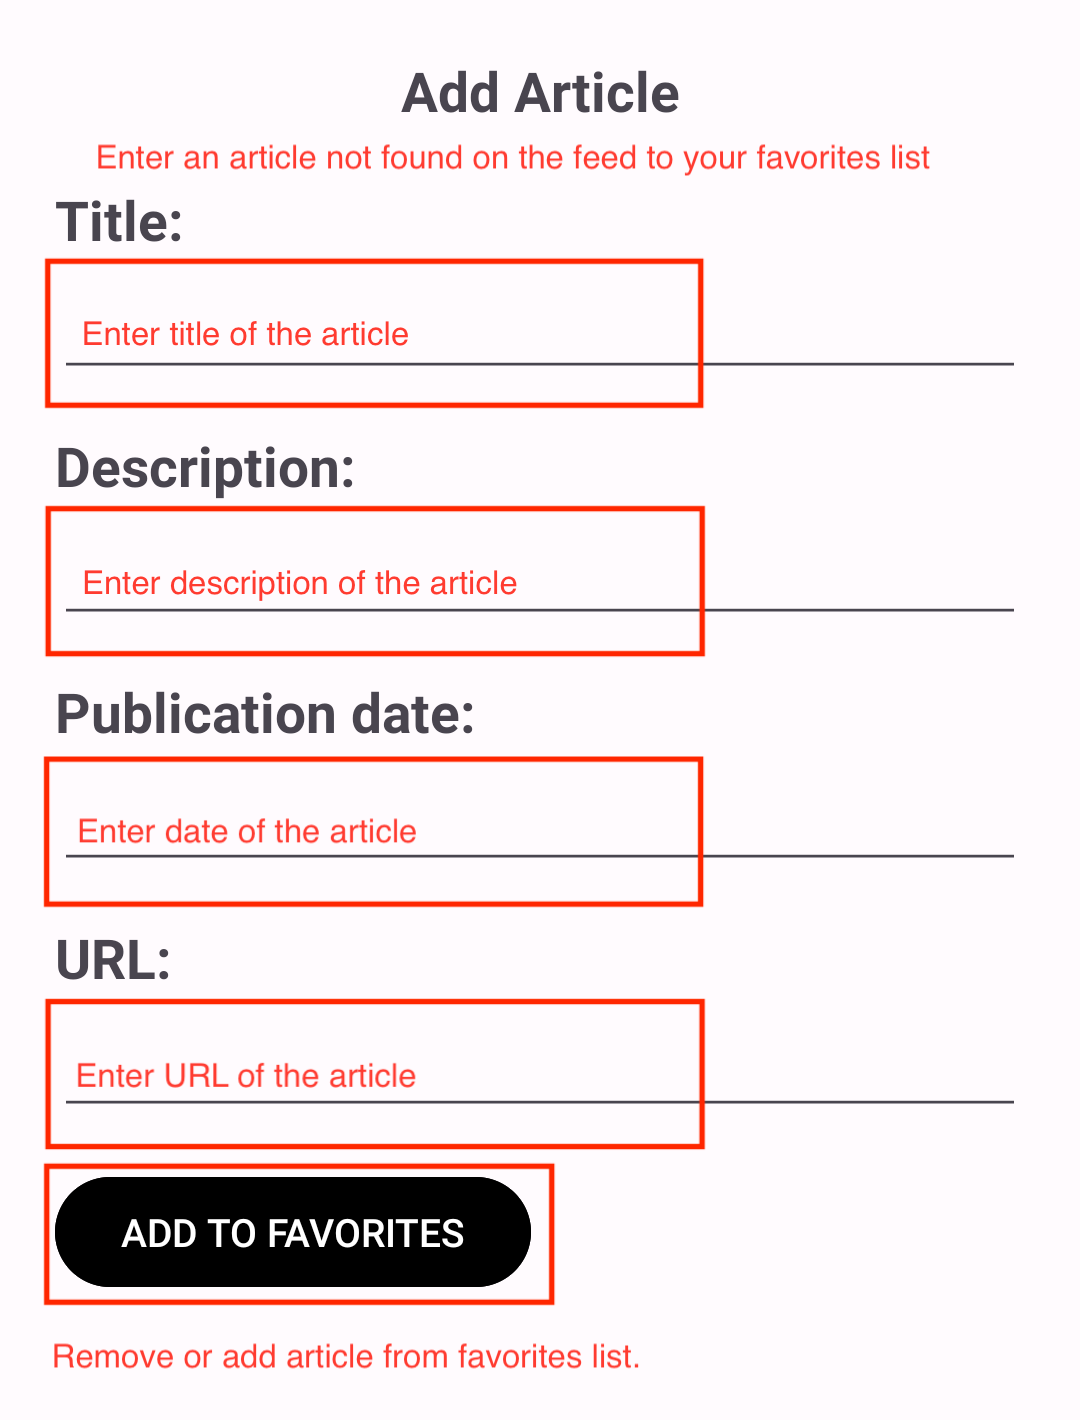 Add Article
Enter an article not found on the feed to your favorites list
Title:
Enter title of the article
Description:
Enter description of the article
Publication date:
Enter date of the article
URL:
Enter URL of the article
ADD TO FAVORITES
Remove or add article from favorites list.